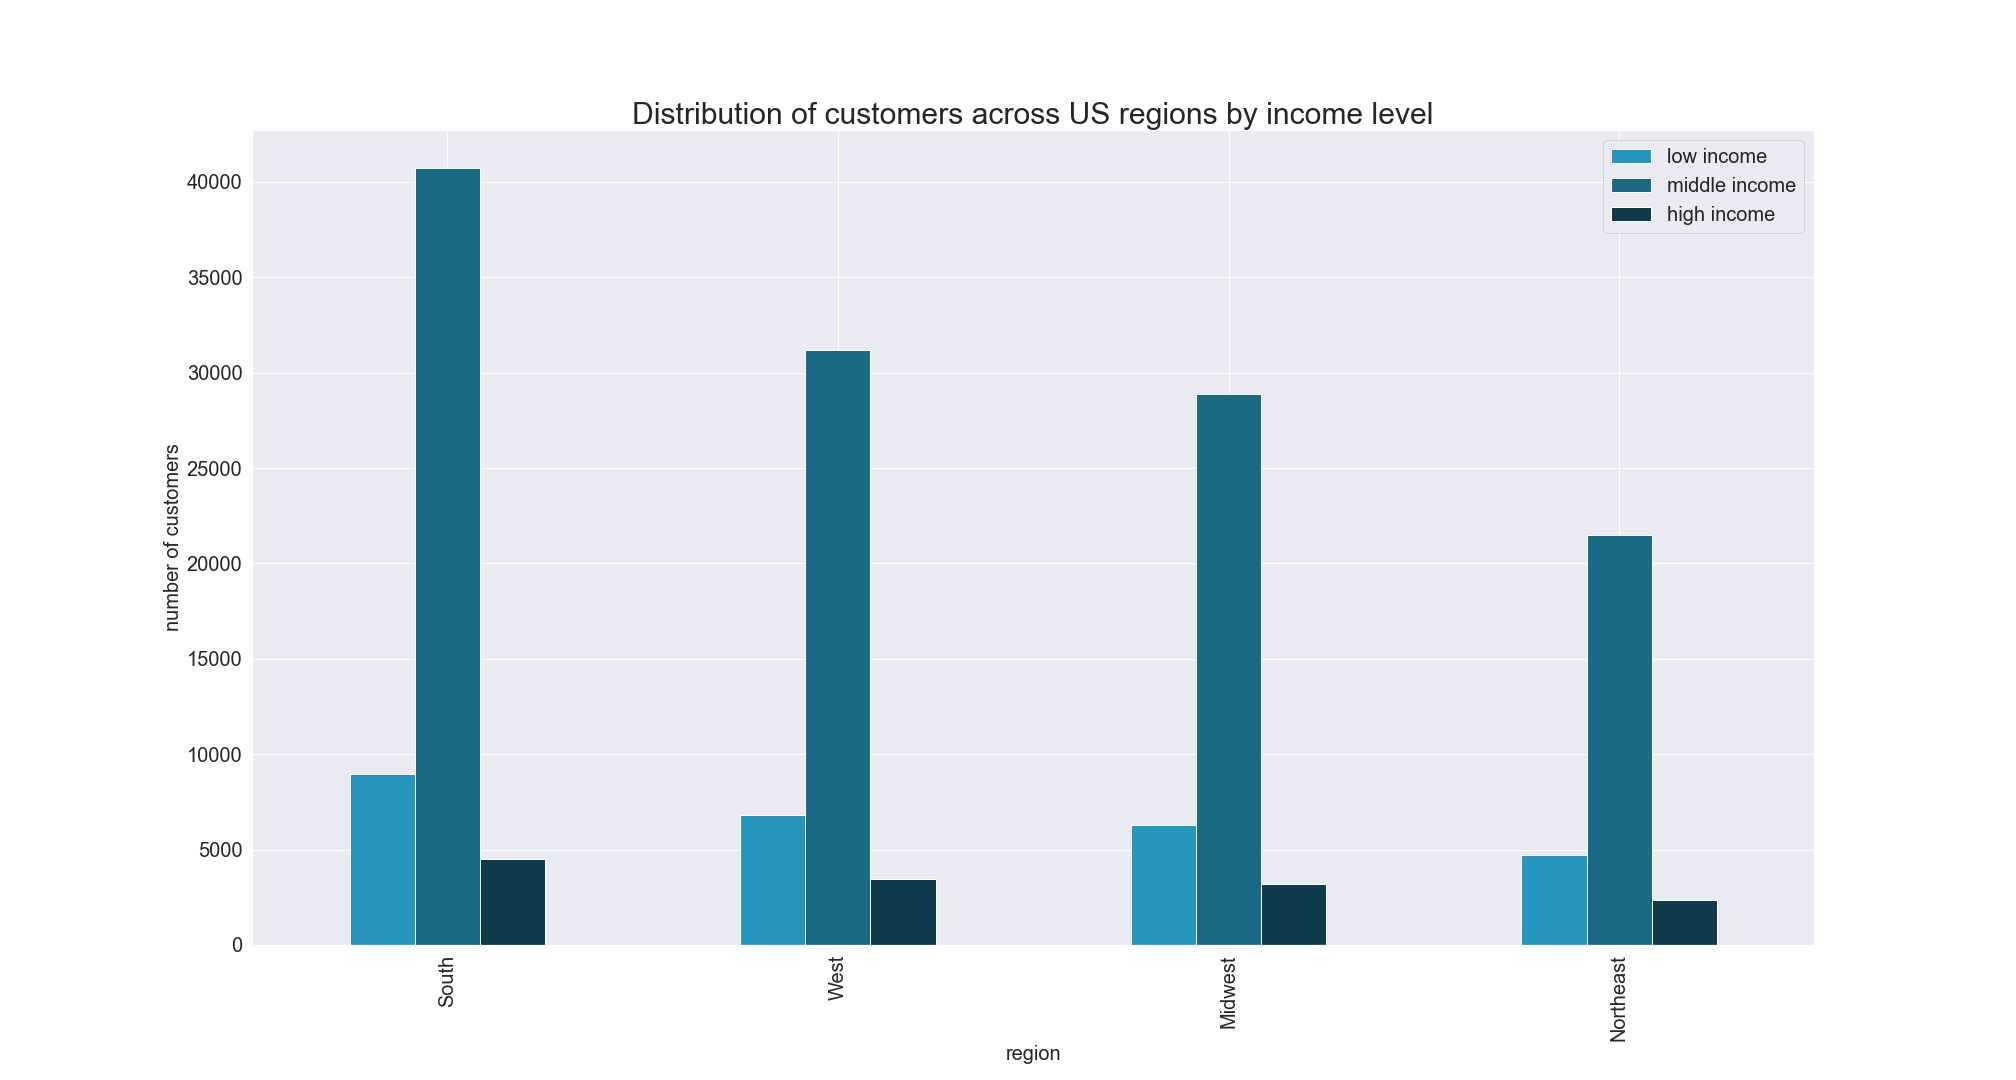 Distribution of customers across US regions by income level
low income
middle income
high income
number of customers
40000
35000
30000
25000
20000
15000
10000
5000
0
South
West
Midwest
Northeast
region